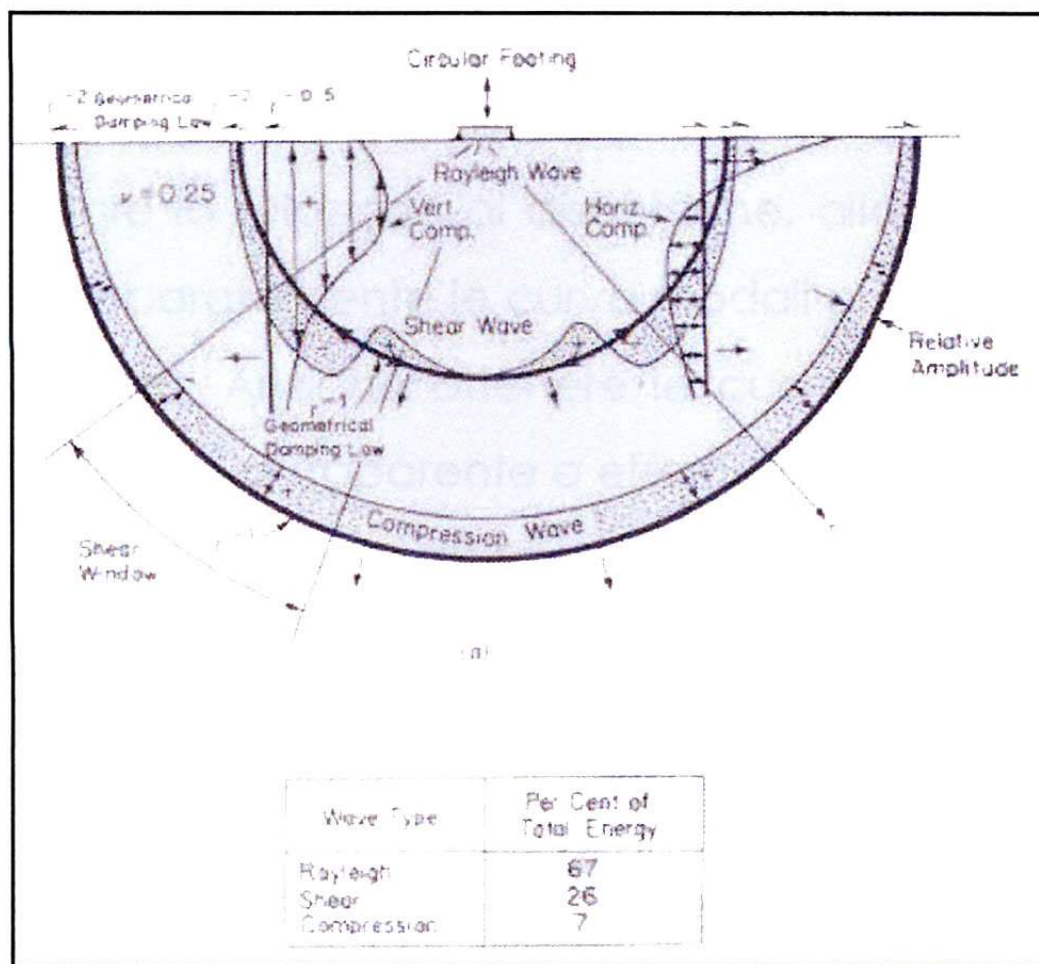 Circular Footing
r⁻² Geometrical
Damping Law
r⁻²
r⁻⁰·⁵
ν = 0.25
Rayleigh Wave
Vert.
Comp.
Horiz.
Comp.
Shear Wave
Relative
Amplitude
r⁻¹
Geometrical
Damping Law
Compression Wave
Shear
Window
(a)
Wave Type
Per Cent of
Total Energy
Rayleigh 67
Shear 26
Compression 7